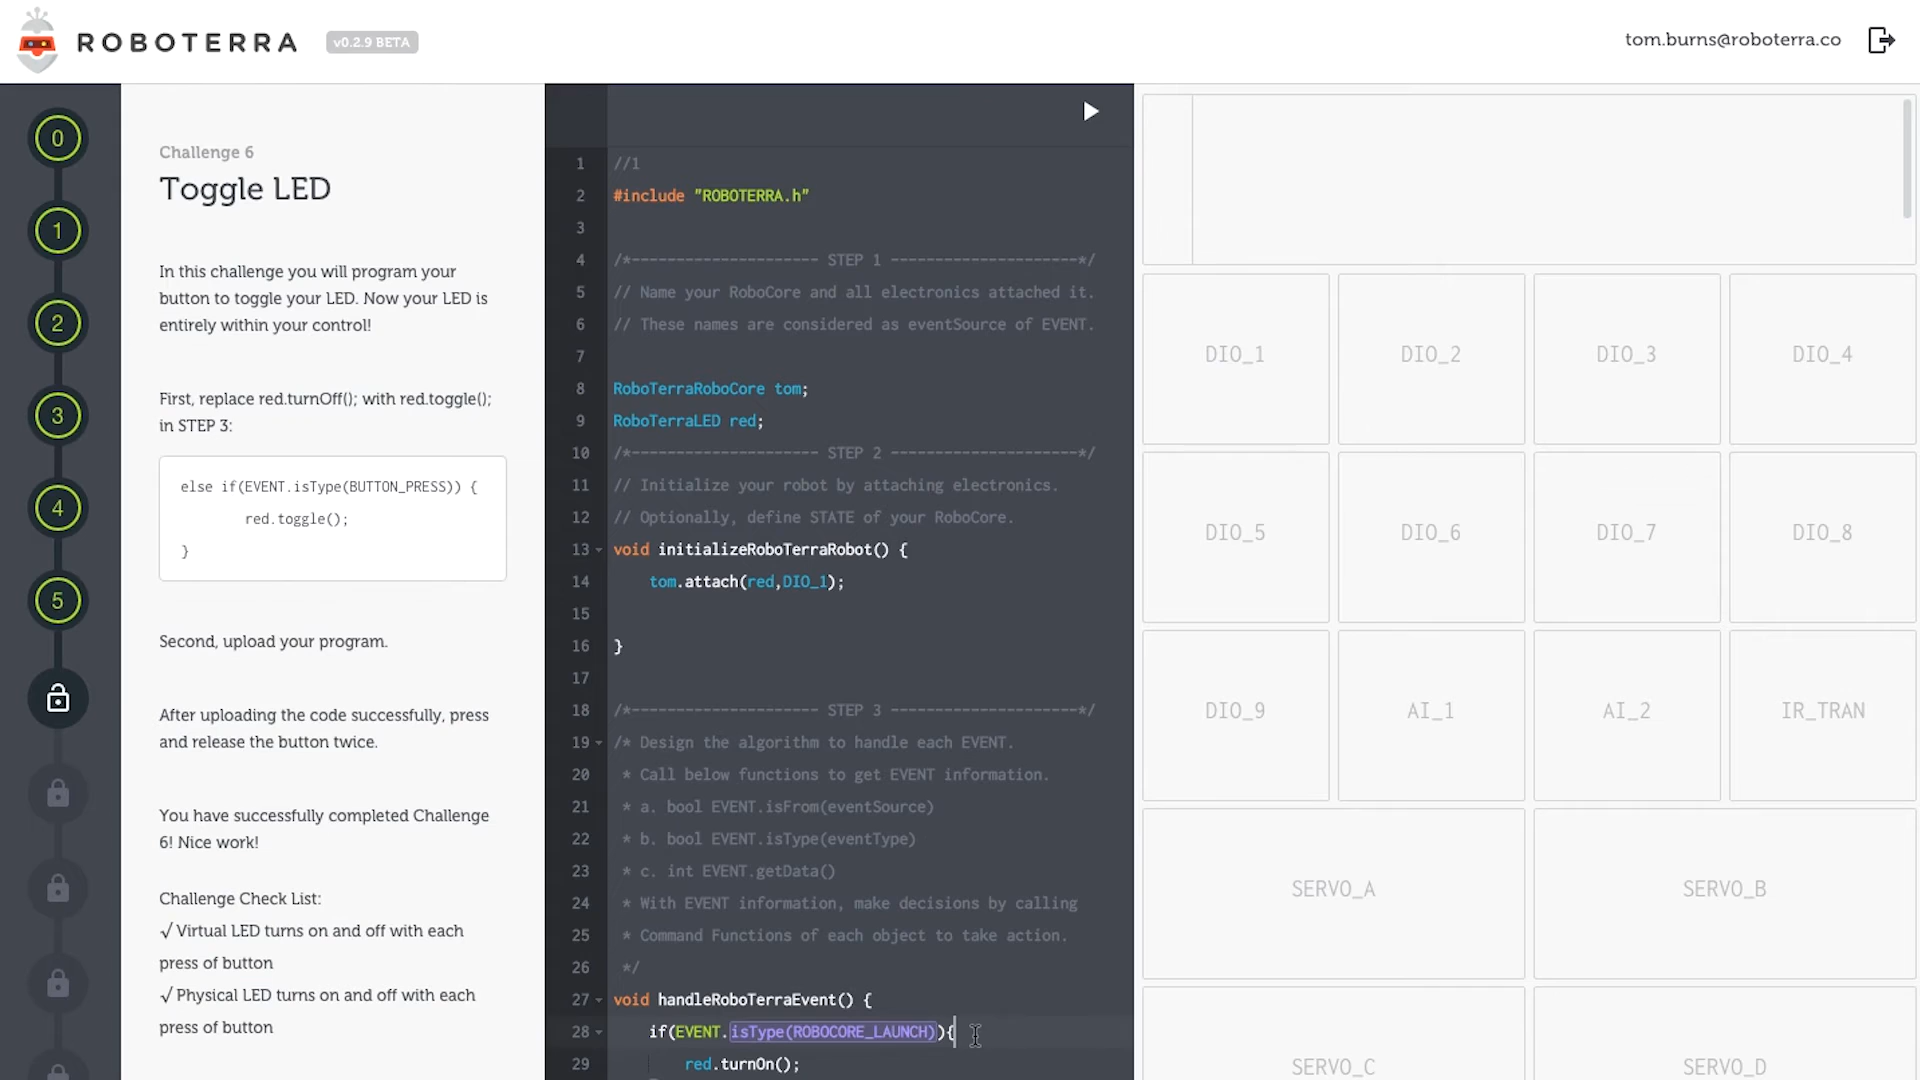 ROBOTERRA
v0.2.9 BETA
tom.burns@roboterra.co
0
1
2
3
4
5
Challenge 6
Toggle LED
In this challenge you will program your
button to toggle your LED. Now your LED is
entirely within your control!
First, replace red.turnOff(); with red.toggle();
in STEP 3:
else if(EVENT.isType(BUTTON_PRESS)) {
red.toggle();
}
Second, upload your program.
After uploading the code successfully, press
and release the button twice.
You have successfully completed Challenge
6! Nice work!
Challenge Check List:
√ Virtual LED turns on and off with each
press of button
√ Physical LED turns on and off with each
press of button
1 //1
2 #include "ROBOTERRA.h"
3
4 /*--------------------- STEP 1 ---------------------*/
5 // Name your RoboCore and all electronics attached it.
6 // These names are considered as eventSource of EVENT.
7
8 RoboTerraRoboCore tom;
9 RoboTerraLED red;
10 /*--------------------- STEP 2 ---------------------*/
11 // Initialize your robot by attaching electronics.
12 // Optionally, define STATE of your RoboCore.
13 void initializeRoboTerraRobot() {
14 tom.attach(red,DIO_1);
15
16 }
17
18 /*--------------------- STEP 3 ---------------------*/
19 /* Design the algorithm to handle each EVENT.
20 * Call below functions to get EVENT information.
21 * a. bool EVENT.isFrom(eventSource)
22 * b. bool EVENT.isType(eventType)
23 * c. int EVENT.getData()
24 * With EVENT information, make decisions by calling
25 * Command Functions of each object to take action.
26 */
27 void handleRoboTerraEvent() {
28 if(EVENT.isType(ROBOCORE_LAUNCH)){
29 red.turnOn();
DIO_1 DIO_2 DIO_3 DIO_4
DIO_5 DIO_6 DIO_7 DIO_8
DIO_9 AI_1 AI_2 IR_TRAN
SERVO_A SERVO_B
SERVO_C SERVO_D